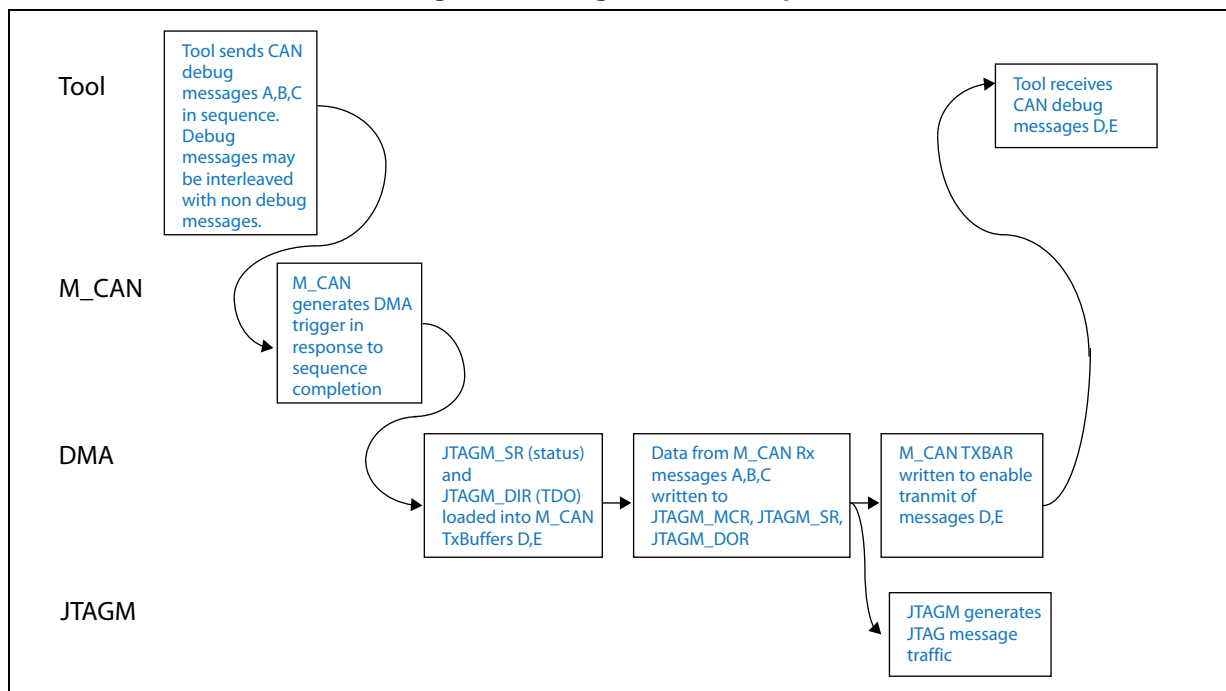 Tool
Tool sends CAN
debug
messages A,B,C
in sequence.
Debug
messages may
be interleaved
with non debug
messages.
Tool receives
CAN debug
messages D,E
M_CAN
M_CAN
generates DMA
trigger in
response to
sequence
completion
DMA
JTAGM_SR (status)
and
JTAGM_DIR (TDO)
loaded into M_CAN
TxBuffers D,E
Data from M_CAN Rx
messages A,B,C
written to
JTAGM_MCR, JTAGM_SR,
JTAGM_DOR
M_CAN TXBAR
written to enable
tranmit of
messages D,E
JTAGM
JTAGM generates
JTAG message
traffic